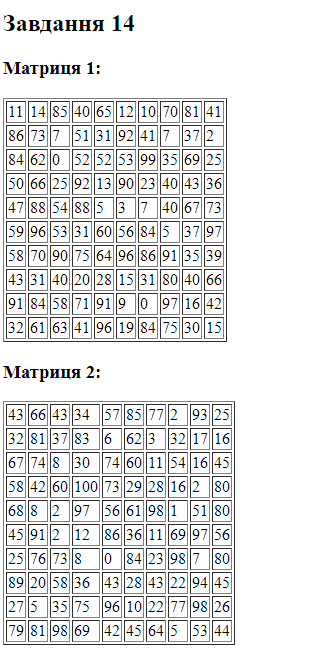 Завдання 14
Матриця 1:
11 14 85 40 65 12 10 70 81 41
86 73 7 51 31 92 41 7 37 2
84 62 0 52 52 53 99 35 69 25
50 66 25 92 13 90 23 40 43 36
47 88 54 88 5 3 7 40 67 73
59 96 53 31 60 56 84 5 37 97
58 70 90 75 64 96 86 91 35 39
43 31 40 20 28 15 31 80 40 66
91 84 58 71 91 9 0 97 16 42
32 61 63 41 96 19 84 75 30 15
Матриця 2:
43 66 43 34 57 85 77 2 93 25
32 81 37 83 6 62 3 32 17 16
67 74 8 30 74 60 11 54 16 45
58 42 60 100 73 29 28 16 2 80
68 8 2 97 56 61 98 1 51 80
45 91 2 12 86 36 11 69 97 56
25 76 73 8 0 84 23 98 7 80
89 20 58 36 43 28 43 22 94 45
27 5 35 75 96 10 22 77 98 26
79 81 98 69 42 45 64 5 53 44